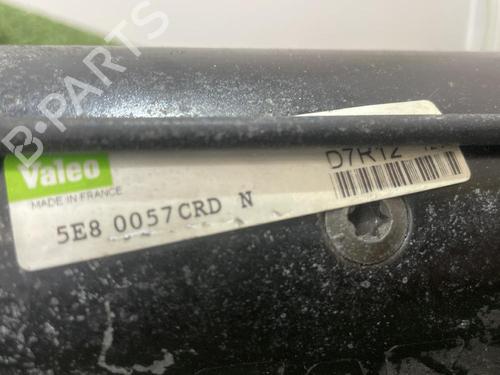 B-PARTS
Valeo
MADE IN FRANCE
D7R12
5E8 0057CRD N